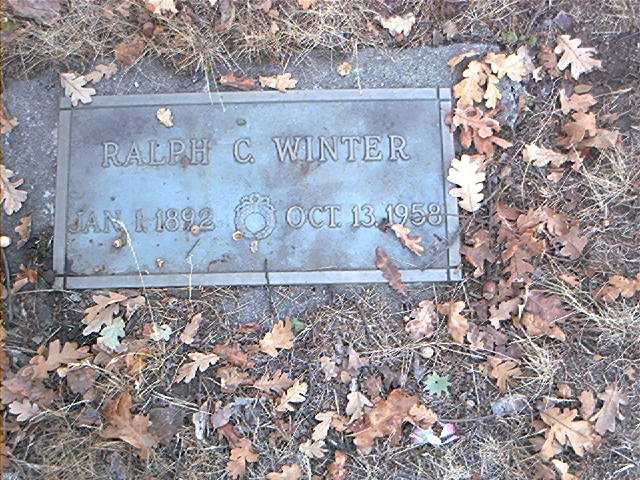 RALPH C. WINTER
JAN. 1. 1892 OCT. 13. 1958